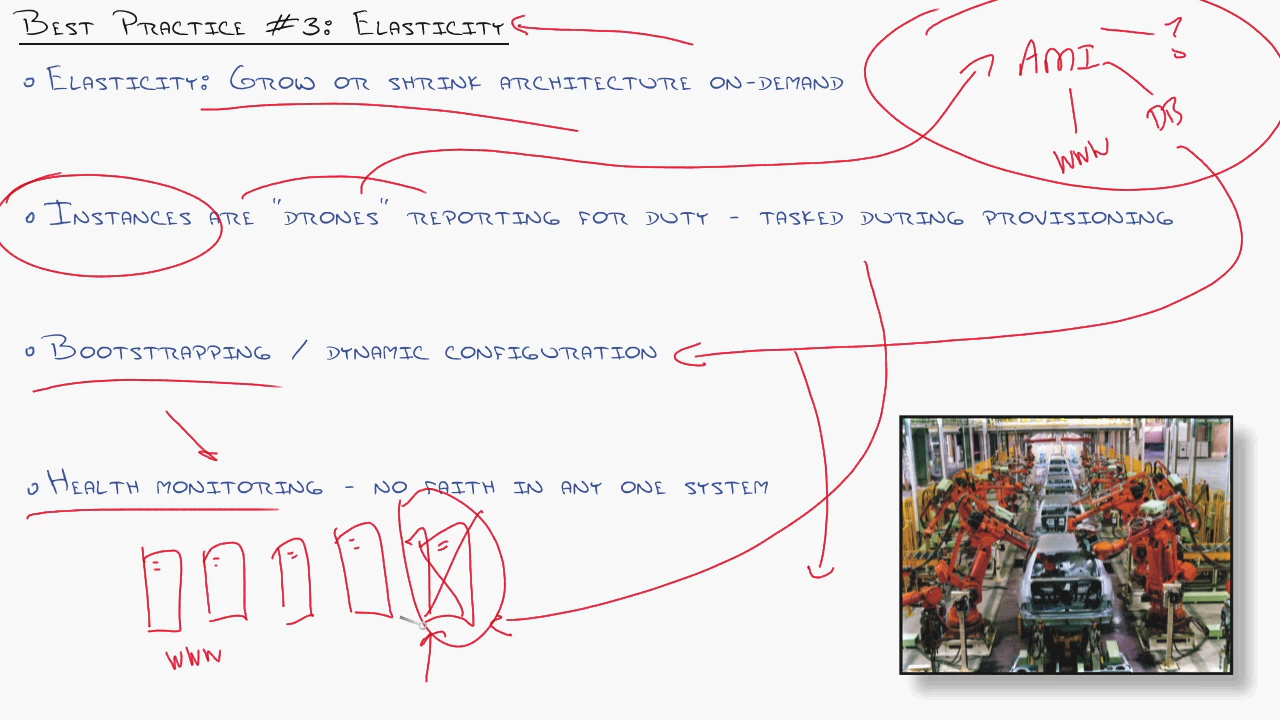 Best Practice #3: Elasticity
Elasticity: Grow or shrink architecture on-demand
AMI
?
DB
WWW
Instances are "drones" reporting for duty - tasked during provisioning
Bootstrapping / dynamic configuration
Health monitoring - no faith in any one system
WWW